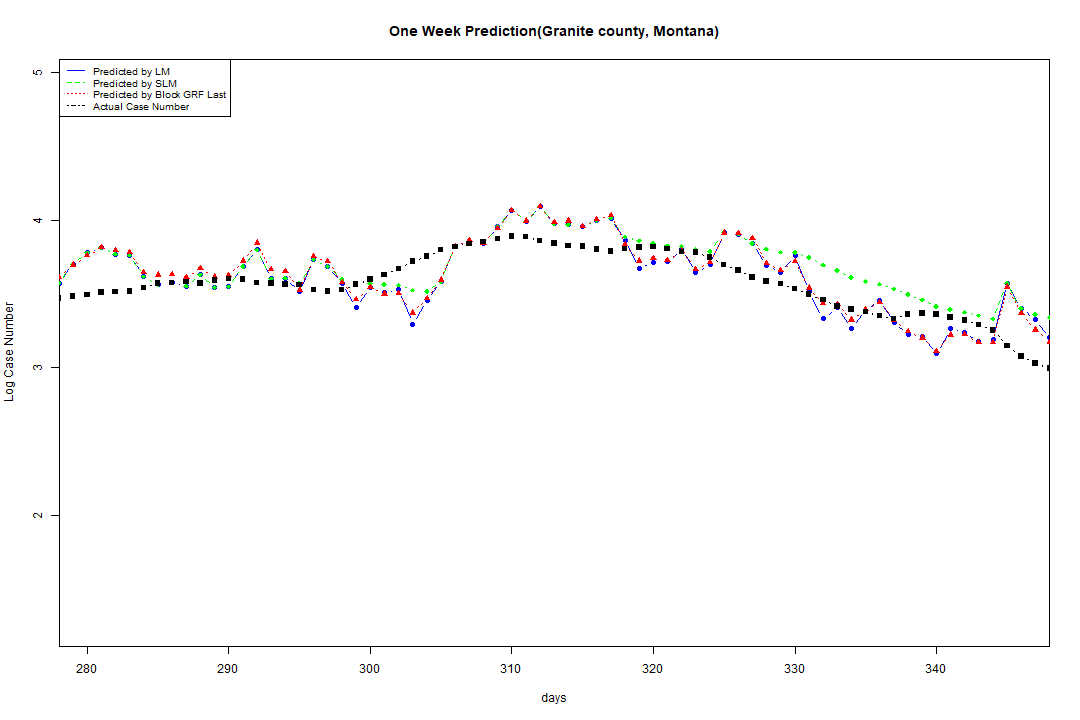 One Week Prediction(Granite county, Montana)
Predicted by LM
Predicted by SLM
Predicted by Block GRF Last
Actual Case Number
5
4
3
2
Log Case Number
280 290 300 310 320 330 340
days